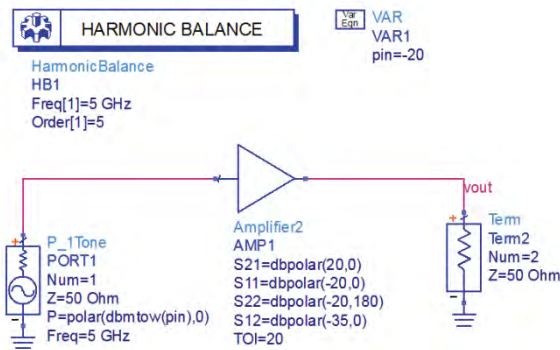 HARMONIC BALANCE
HarmonicBalance
HB1
Freq[1]=5 GHz
Order[1]=5
Var
Eqn
VAR
VAR1
pin=-20
vout
P_1Tone
PORT1
Num=1
Z=50 Ohm
P=polar(dbmtow(pin),0)
Freq=5 GHz
Amplifier2
AMP1
S21=dbpolar(20,0)
S11=dbpolar(-20,0)
S22=dbpolar(-20,180)
S12=dbpolar(-35,0)
TOI=20
Term
Term2
Num=2
Z=50 Ohm